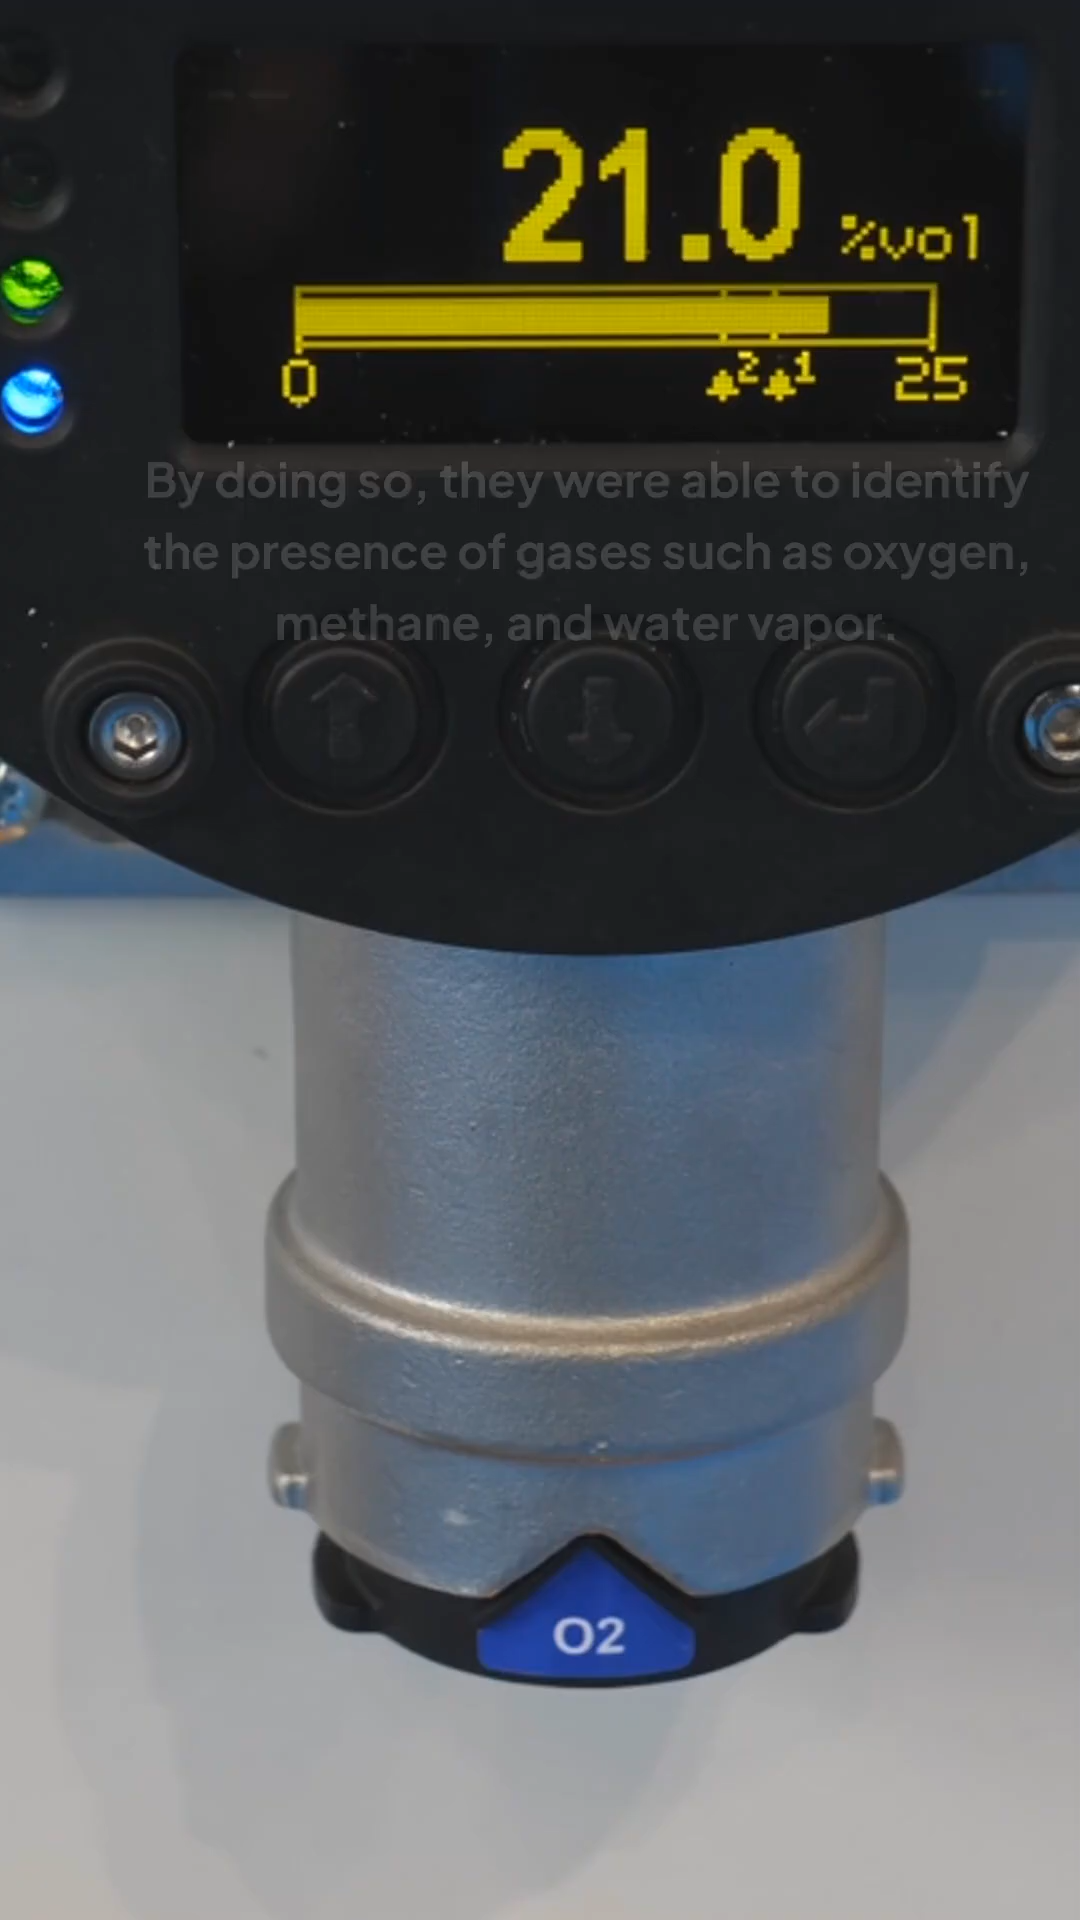 21.0 %vol
0 2 1 25
By doing so, they were able to identify
the presence of gases such as oxygen,
methane, and water vapor.
O2